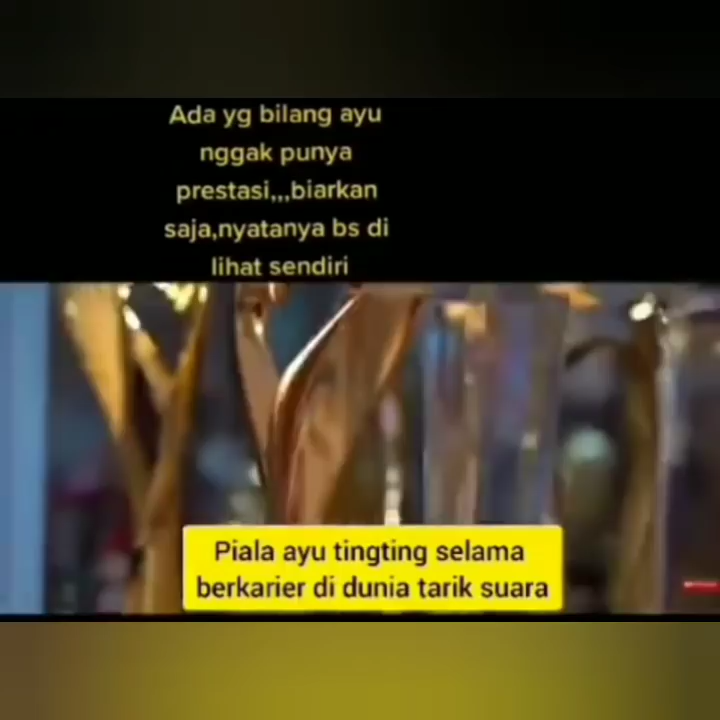 Ada yg bilang ayu
nggak punya
prestasi,,,biarkan
saja,nyatanya bs di
lihat sendiri
Piala ayu tingting selama
berkarier di dunia tarik suara